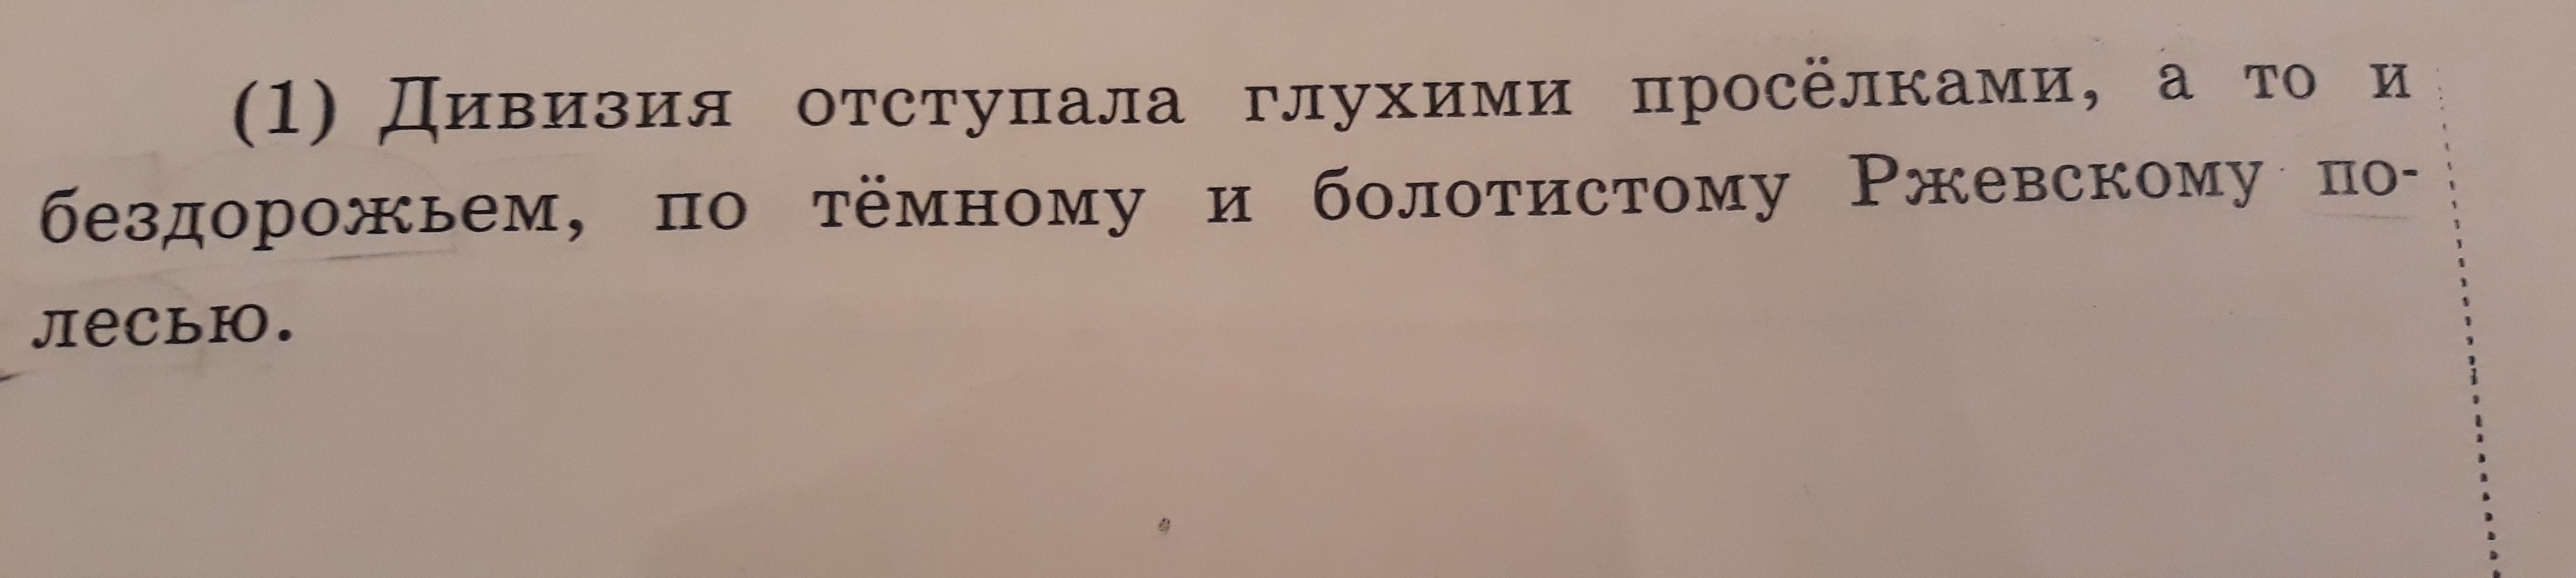 (1) Дивизия отступала глухими просёлками, а то и
бездорожьем, по тёмному и болотистому Ржевскому по-
лесью.